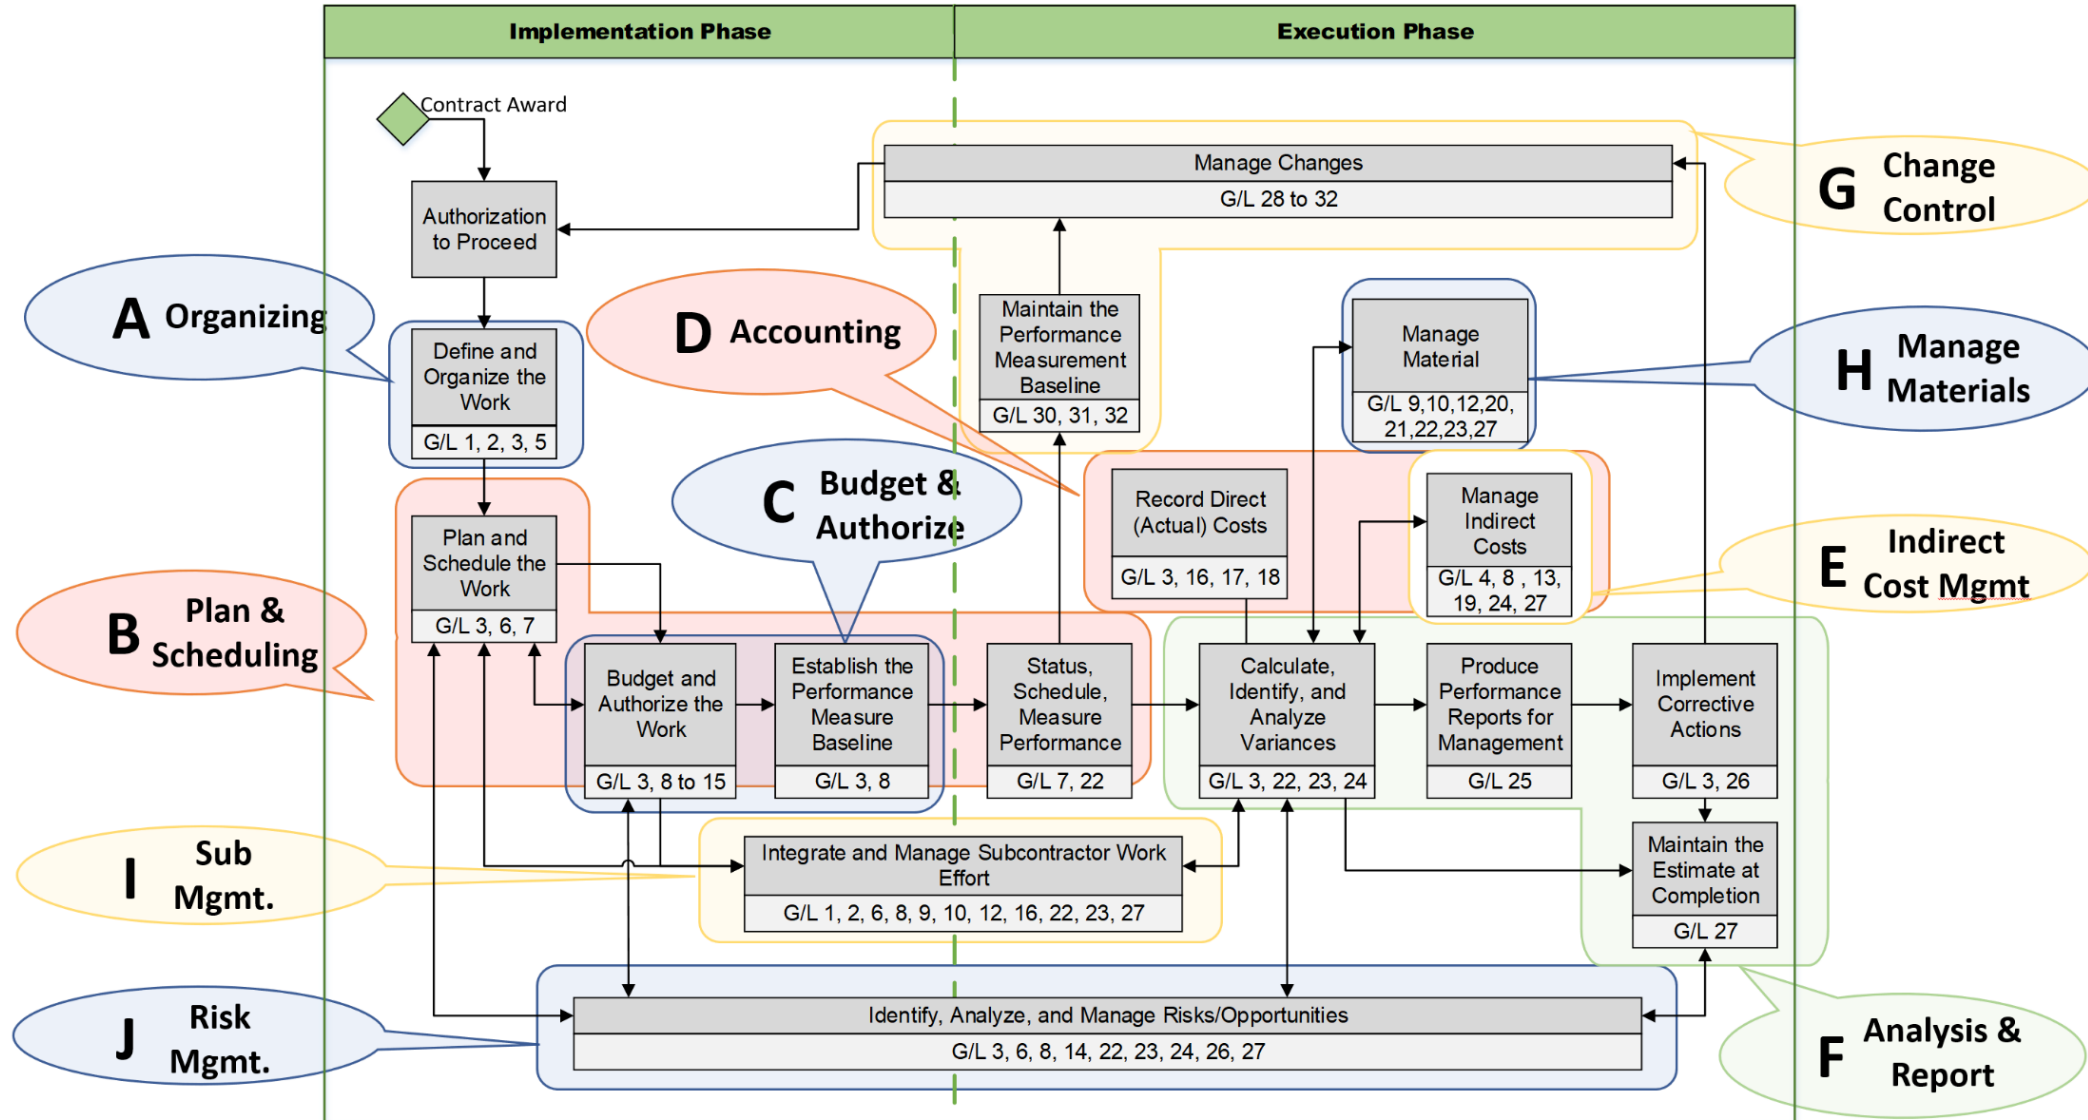 Implementation Phase
Execution Phase
Contract Award
Authorization
to Proceed
Manage Changes
G/L 28 to 32
G Change
Control
A Organizing
Define and
Organize the
Work
G/L 1, 2, 3, 5
D Accounting
Maintain the
Performance
Measurement
Baseline
G/L 30, 31, 32
Manage
Material
G/L 9,10,12,20,
21,22,23,27
H Manage
Materials
C Budget &
Authorize
Plan and
Schedule the
Work
G/L 3, 6, 7
Record Direct
(Actual) Costs
G/L 3, 16, 17, 18
Manage
Indirect
Costs
G/L 4, 8 , 13,
19, 24, 27
E Indirect
Cost Mgmt
B Plan &
Scheduling
Budget and
Authorize the
Work
G/L 3, 8 to 15
Establish the
Performance
Measure
Baseline
G/L 3, 8
Status,
Schedule,
Measure
Performance
G/L 7, 22
Calculate,
Identify, and
Analyze
Variances
G/L 3, 22, 23, 24
Produce
Performance
Reports for
Management
G/L 25
Implement
Corrective
Actions
G/L 3, 26
I Sub
Mgmt.
Integrate and Manage Subcontractor Work
Effort
G/L 1, 2, 6, 8, 9, 10, 12, 16, 22, 23, 27
Maintain the
Estimate at
Completion
G/L 27
J Risk
Mgmt.
Identify, Analyze, and Manage Risks/Opportunities
G/L 3, 6, 8, 14, 22, 23, 24, 26, 27
F Analysis &
Report